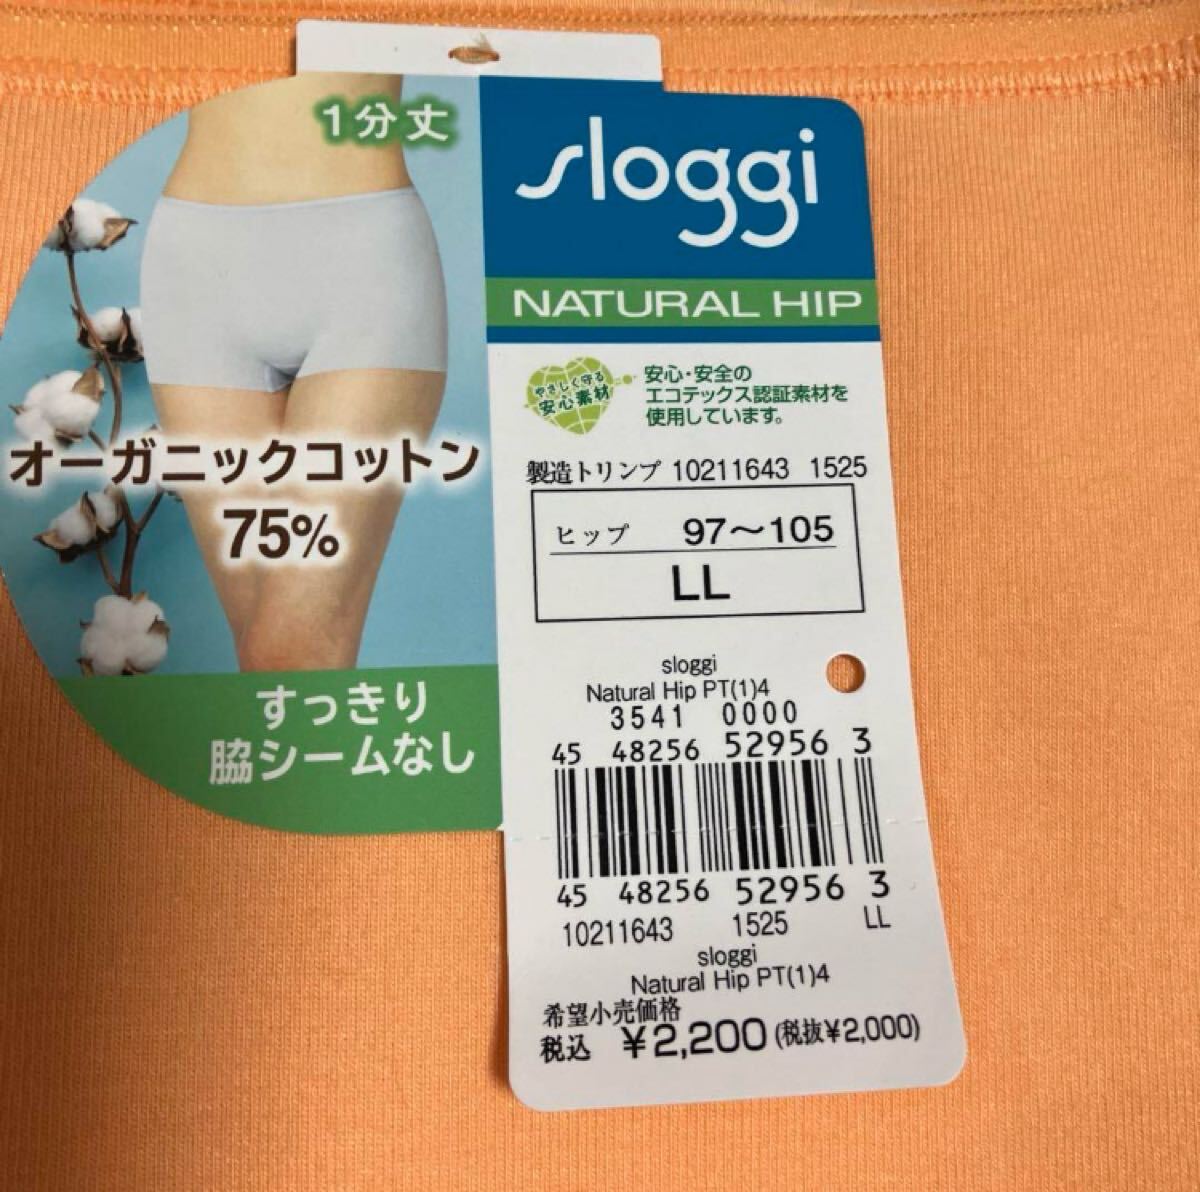 1分丈
オーガニックコットン
75%
すっきり
脇シームなし
sloggi
NATURAL HIP
やさしく守る
安心素材
安心・安全の
エコテックス認証素材を
使用しています。
製造トリンプ 10211643 1525
ヒップ 97〜105
LL
sloggi
Natural Hip PT(1)4
3541 0000
45 48256 52956 3
45 48256 52956 3
10211643 1525 LL
sloggi
Natural Hip PT(1)4
希望小売価格
税込 ¥2,200(税抜¥2,000)